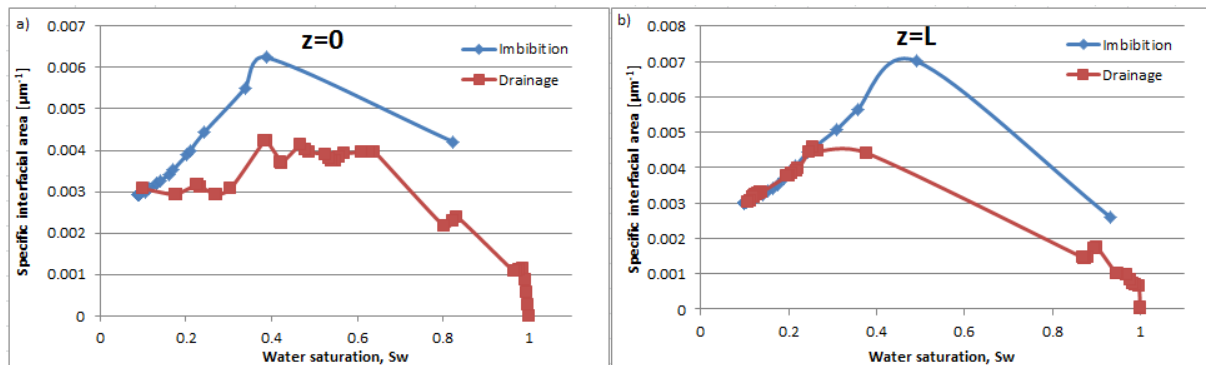 a)
z=0
Imbibition
Drainage
Specific interfacial area [μm⁻¹]
0.007
0.006
0.005
0.004
0.003
0.002
0.001
0
0 0.2 0.4 0.6 0.8 1
Water saturation, Sw
b)
z=L
Imbibition
Drainage
Specific interfacial area [μm⁻¹]
0.008
0.007
0.006
0.005
0.004
0.003
0.002
0.001
0
0 0.2 0.4 0.6 0.8 1
Water saturation, Sw